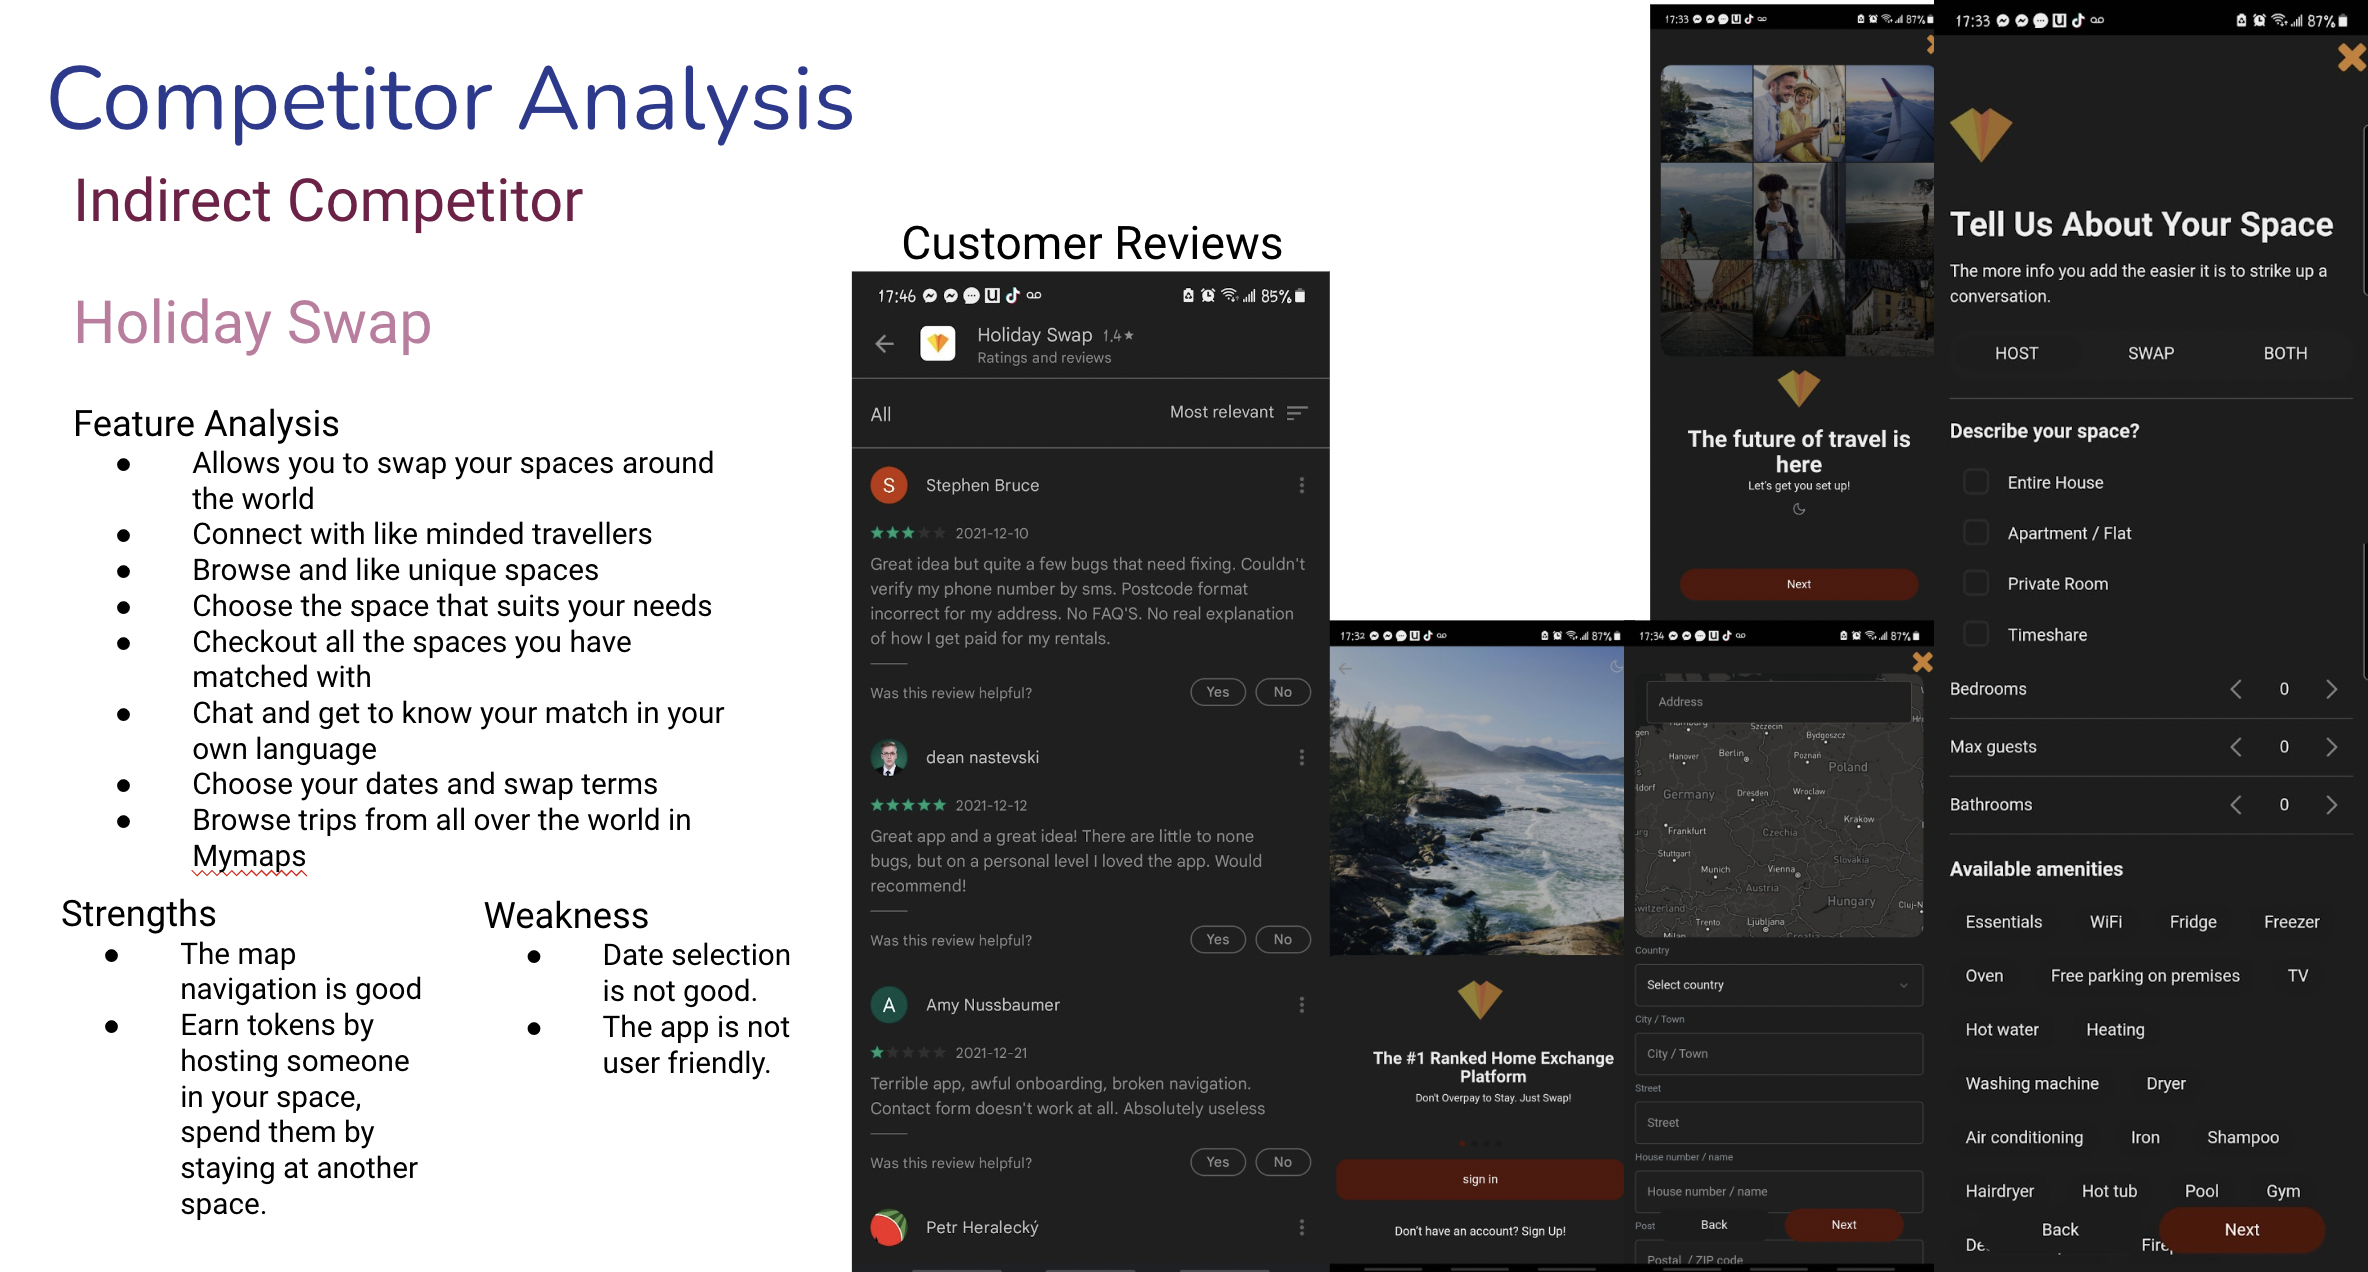 Competitor Analysis
Indirect Competitor
Holiday Swap
Feature Analysis
● Allows you to swap your spaces around
the world
● Connect with like minded travellers
● Browse and like unique spaces
● Choose the space that suits your needs
● Checkout all the spaces you have
matched with
● Chat and get to know your match in your
own language
● Choose your dates and swap terms
● Browse trips from all over the world in
Mymaps
Strengths
● The map
navigation is good
● Earn tokens by
hosting someone
in your space,
spend them by
staying at another
space.
Weakness
● Date selection
is not good.
● The app is not
user friendly.
Customer Reviews
17:46 85%
Holiday Swap 1.4★
Ratings and reviews
All Most relevant
S Stephen Bruce
2021-12-10
Great idea but quite a few bugs that need fixing. Couldn't
verify my phone number by sms. Postcode format
incorrect for my address. No FAQ'S. No real explanation
of how I get paid for my rentals.
Was this review helpful? Yes No
dean nastevski
2021-12-12
Great app and a great idea! There are little to none
bugs, but on a personal level I loved the app. Would
recommend!
Was this review helpful? Yes No
A Amy Nussbaumer
2021-12-21
Terrible app, awful onboarding, broken navigation.
Contact form doesn't work at all. Absolutely useless
Was this review helpful? Yes No
Petr Heralecký
17:33 87%
The future of travel is
here
Let's get you set up!
Next
17:32 87%
The #1 Ranked Home Exchange
Platform
Don't Overpay to Stay. Just Swap!
sign in
Don't have an account? Sign Up!
17:34 87%
Address
Hamburg Szczecin
gen Bydgoszcz
Hanover Berlin Poznań
Poland
ldorf Germany Dresden Wroclaw
urg Frankfurt Czechia Krakow
Stuttgart Slovakia
Munich Vienna
Austria
witzerland Hungary Cluj-N
Trento Ljubljana
Milan Croatia
Country
Select country
City / Town
City / Town
Street
Street
House number / name
House number / name
Post Back Next
Postal / ZIP code
17:33 87%
Tell Us About Your Space
The more info you add the easier it is to strike up a
conversation.
HOST SWAP BOTH
Describe your space?
Entire House
Apartment / Flat
Private Room
Timeshare
Bedrooms 0
Max guests 0
Bathrooms 0
Available amenities
Essentials WiFi Fridge Freezer
Oven Free parking on premises TV
Hot water Heating
Washing machine Dryer
Air conditioning Iron Shampoo
Hairdryer Hot tub Pool Gym
Back Next